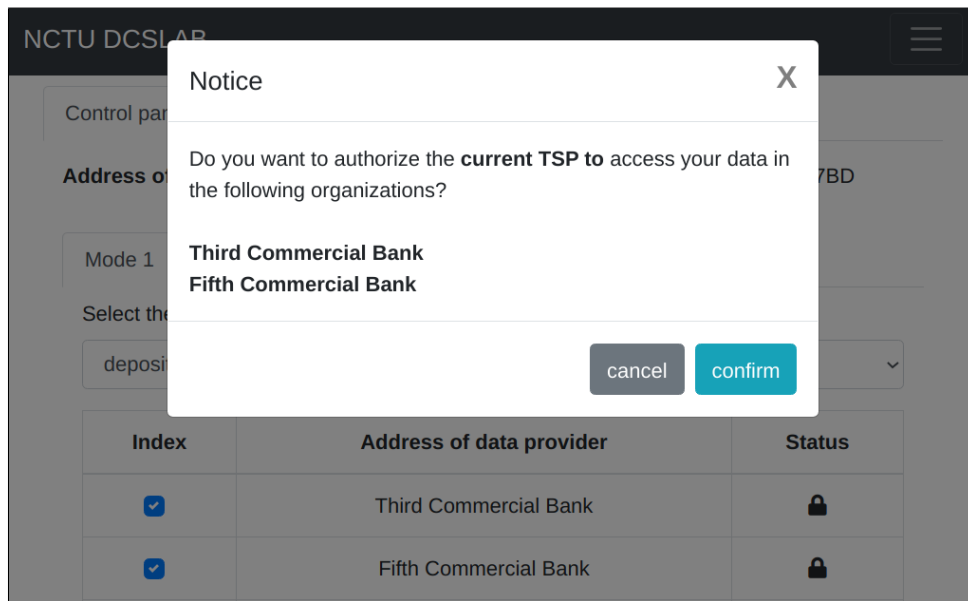 NCTU DCSLAB
Notice
X
Control par
Do you want to authorize the current TSP to access your data in
the following organizations?
Address of
7BD
Third Commercial Bank
Fifth Commercial Bank
Mode 1
Select the
deposit
cancel
confirm
Index
Address of data provider
Status
Third Commercial Bank
Fifth Commercial Bank